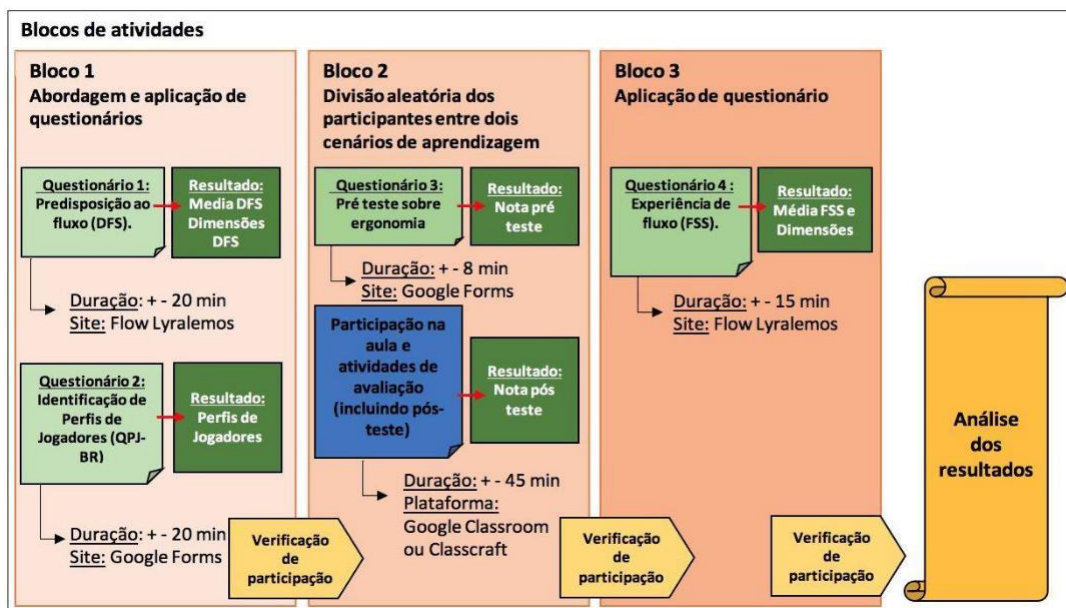 Blocos de atividades
Bloco 1
Abordagem e aplicação de
questionários
Questionário 1:
Predisposição ao
fluxo (DFS).
Resultado:
Media DFS
Dimensões
DFS
Duração: + - 20 min
Site: Flow Lyralemos
Questionário 2:
Identificação de
Perfis de
Jogadores (QPJ-
BR)
Resultado:
Perfis de
Jogadores
Duração: + - 20 min
Site: Google Forms
Verificação
de
participação
Bloco 2
Divisão aleatória dos
participantes entre dois
cenários de aprendizagem
Questionário 3:
Pré teste sobre
ergonomia
Resultado:
Nota pré
teste
Duração: + - 8 min
Site: Google Forms
Participação na
aula e
atividades de
avaliação
(incluindo pós-
teste)
Resultado:
Nota pós
teste
Duração: + - 45 min
Plataforma:
Google Classroom
ou Classcraft
Verificação
de
participação
Bloco 3
Aplicação de questionário
Questionário 4 :
Experiência de
fluxo (FSS).
Resultado:
Média FSS e
Dimensões
Duração: + - 15 min
Site: Flow Lyralemos
Verificação
de
participação
Análise
dos
resultados